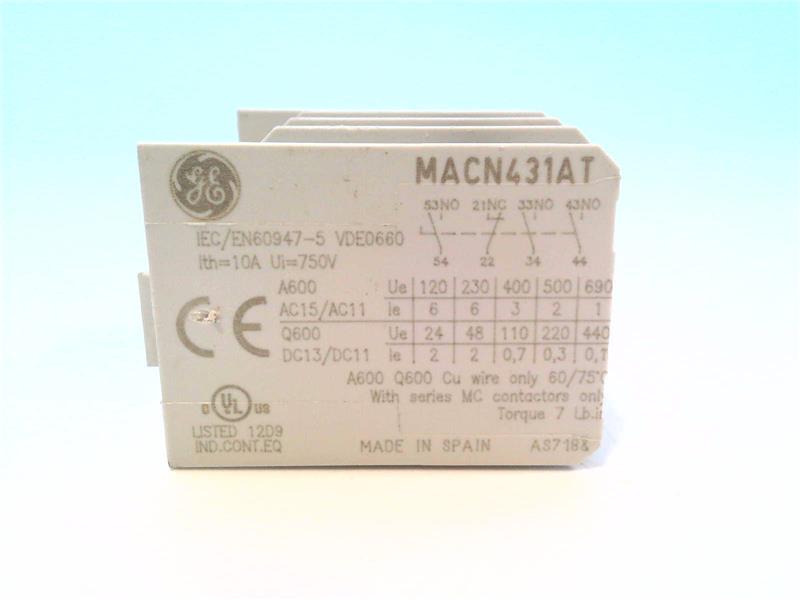 GE
MACN431AT
53NO 21NC 33NO 43NO
54 22 34 44
IEC/EN60947-5 VDE0660
Ith=10A Ui=750V
A600 Ue 120 230 400 500 690
AC15/AC11 Ie 6 6 3 2 1
Q600 Ue 24 48 110 220 440
DC13/DC11 Ie 2 2 0,7 0,3 0,1
CE
A600 Q600 Cu wire only 60/75°C
With series MC contactors only
Torque 7 Lb.in
C UL US
LISTED 12D9
IND.CONT.EQ
MADE IN SPAIN AS718&